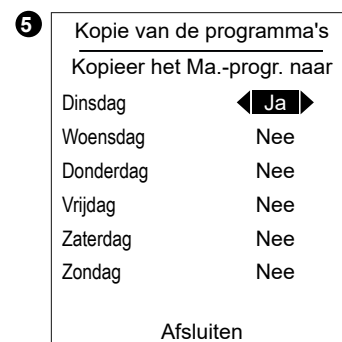 5
Kopie van de programma's
Kopieer het Ma.-progr. naar
Dinsdag Ja
Woensdag Nee
Donderdag Nee
Vrijdag Nee
Zaterdag Nee
Zondag Nee
Afsluiten